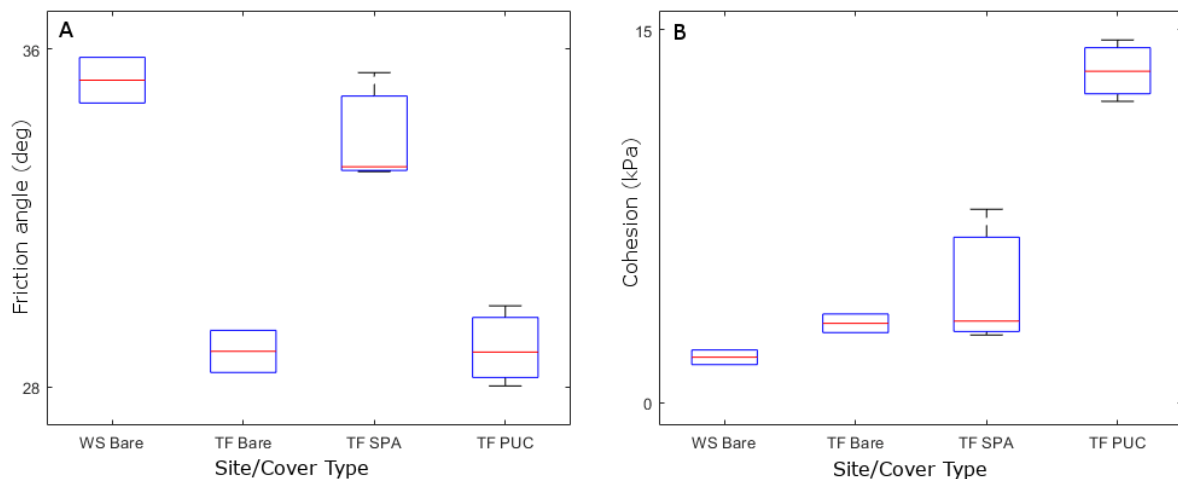 A
36
28
Friction angle (deg)
WS Bare
TF Bare
TF SPA
TF PUC
Site/Cover Type
B
15
0
Cohesion (kPa)
WS Bare
TF Bare
TF SPA
TF PUC
Site/Cover Type